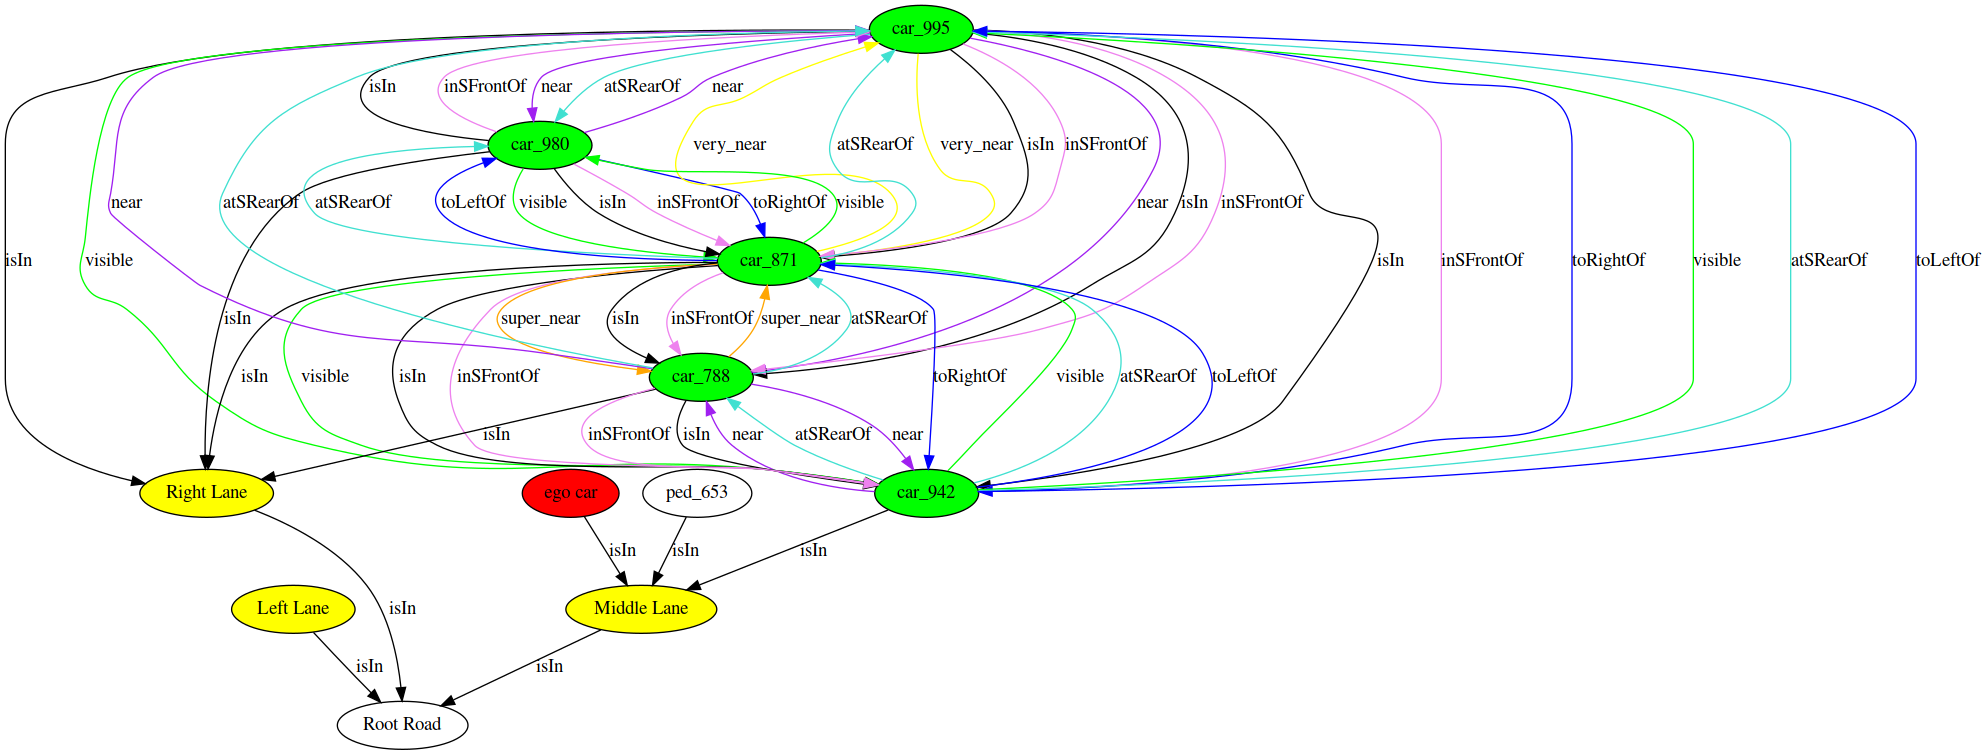 car_995
isIn
inSFrontOf
near
atSRearOf
near
car_980
very_near
atSRearOf
very_near
isIn
inSFrontOf
near
atSRearOf
atSRearOf
toLeftOf
visible
isIn
inSFrontOf
toRightOf
visible
near
isIn
inSFrontOf
isIn
visible
car_871
isIn
inSFrontOf
toRightOf
visible
atSRearOf
toLeftOf
isIn
super_near
isIn
inSFrontOf
super_near
atSRearOf
isIn
visible
isIn
inSFrontOf
car_788
toRightOf
visible
atSRearOf
toLeftOf
isIn
inSFrontOf
isIn
near
atSRearOf
near
Right Lane
ego car
ped_653
car_942
isIn
isIn
isIn
Left Lane
isIn
Middle Lane
isIn
isIn
Root Road